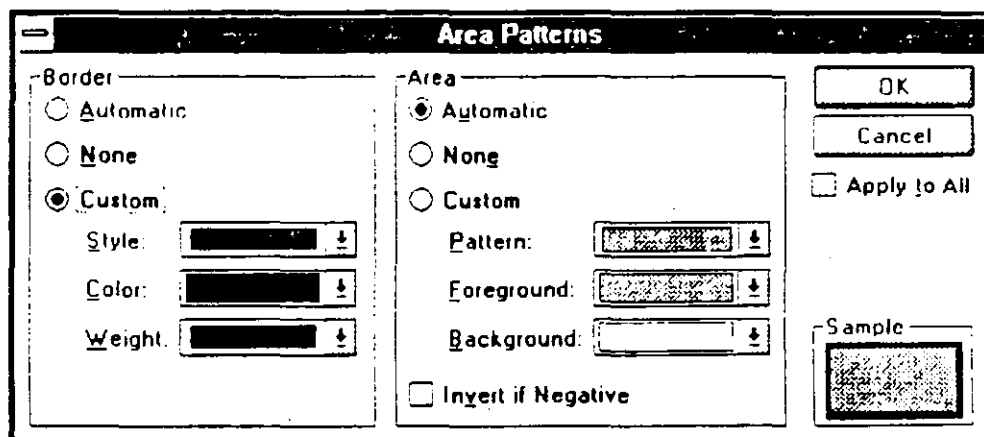 Area Patterns
Border
Automatic
None
Custom
Style:
Color:
Weight:
Area
Automatic
None
Custom
Pattern:
Foreground:
Background:
Invert if Negative
OK
Cancel
Apply to All
Sample